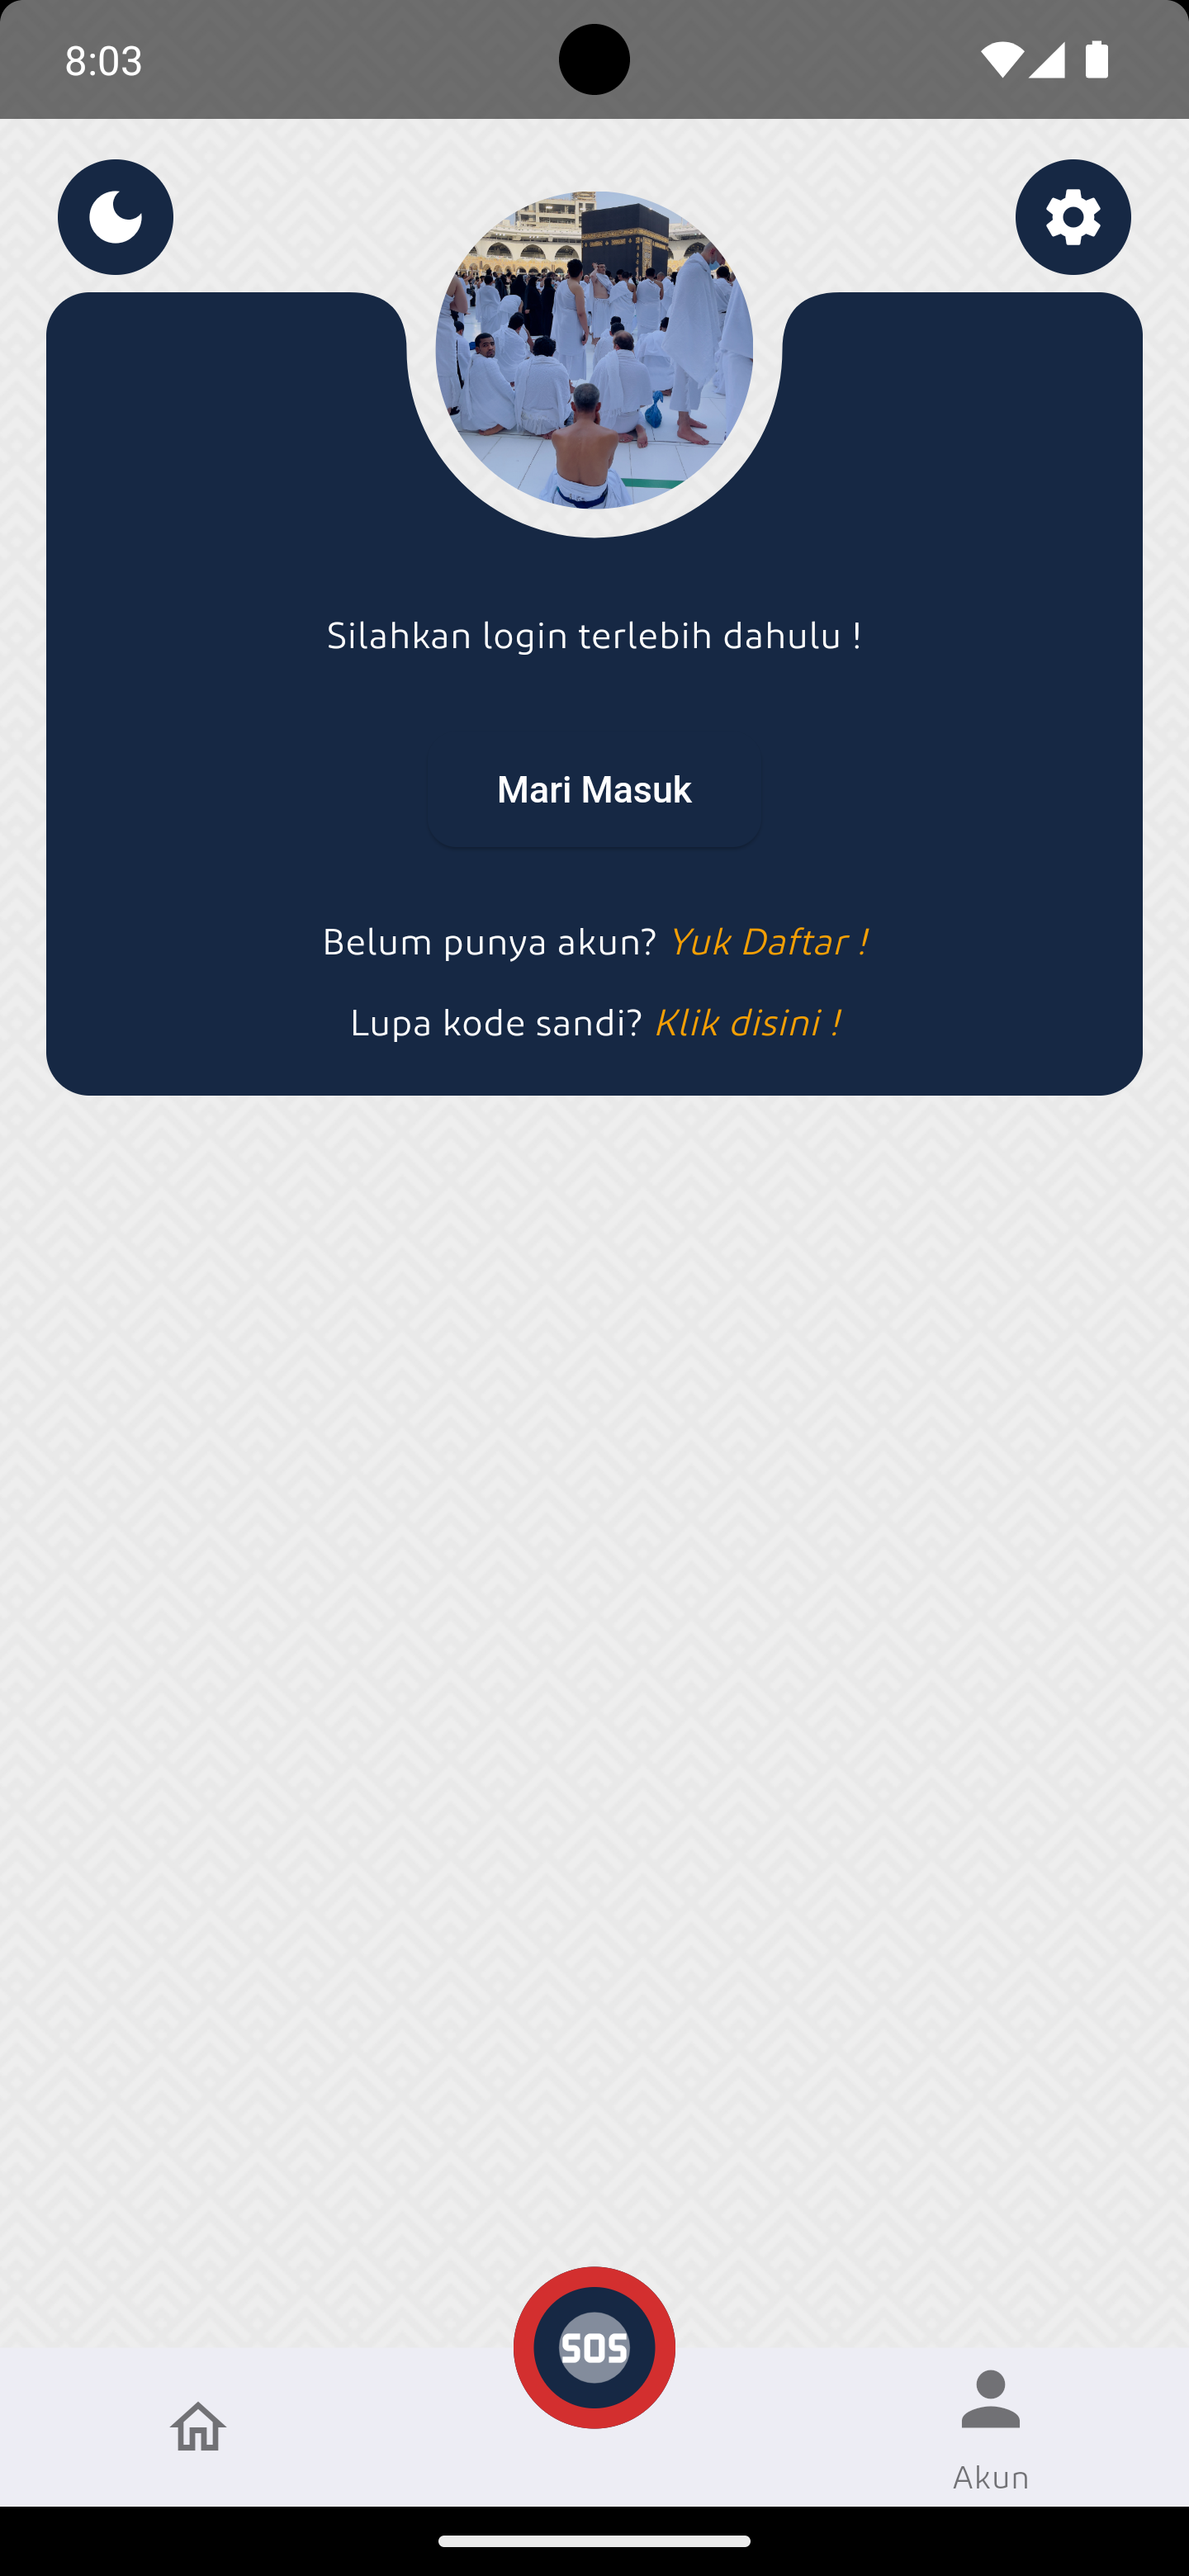 8:03
Silahkan login terlebih dahulu !
Mari Masuk
Belum punya akun? Yuk Daftar !
Lupa kode sandi? Klik disini !
SOS
Akun